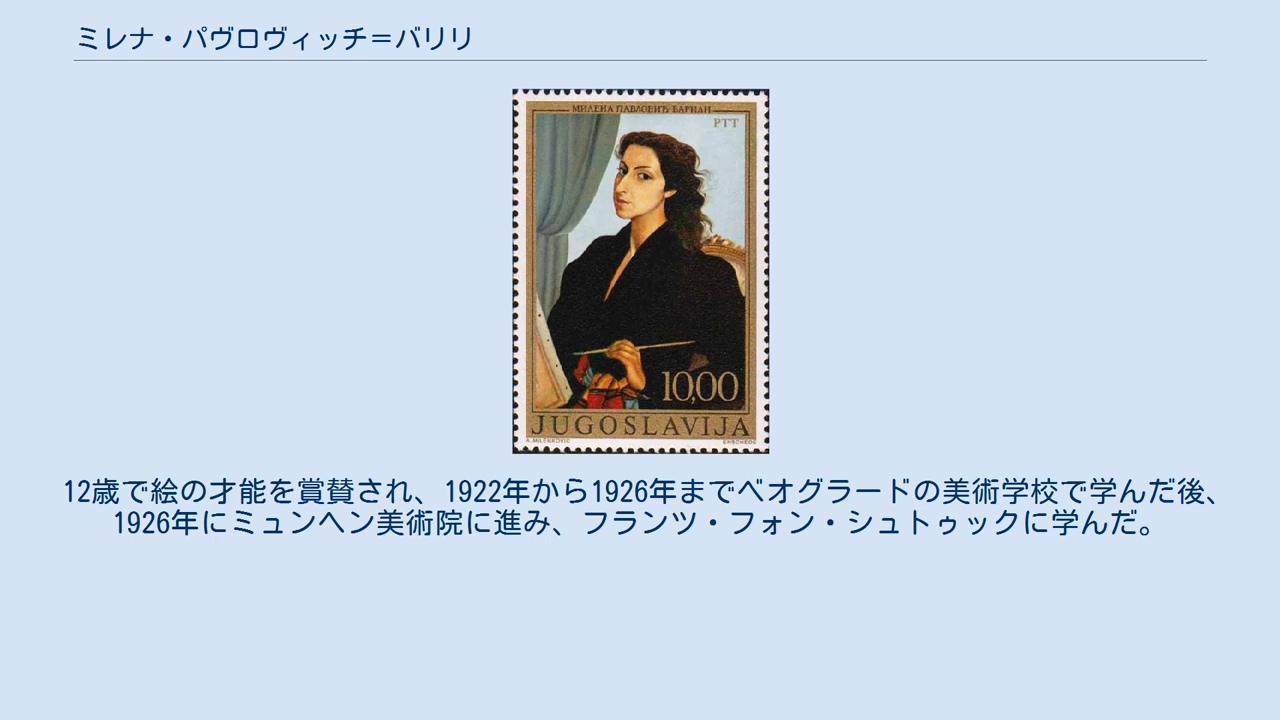 ミレナ・パヴロヴィッチ＝バリリ
МИЛЕНА ПАВЛОВИЋ БАРИЛИ
PTT
10,00
JUGOSLAVIJA
A. MILENKOVIC
ENSCHEDE
12歳で絵の才能を賞賛され、1922年から1926年までベオグラードの美術学校で学んだ後、
1926年にミュンヘン美術院に進み、フランツ・フォン・シュトゥックに学んだ。